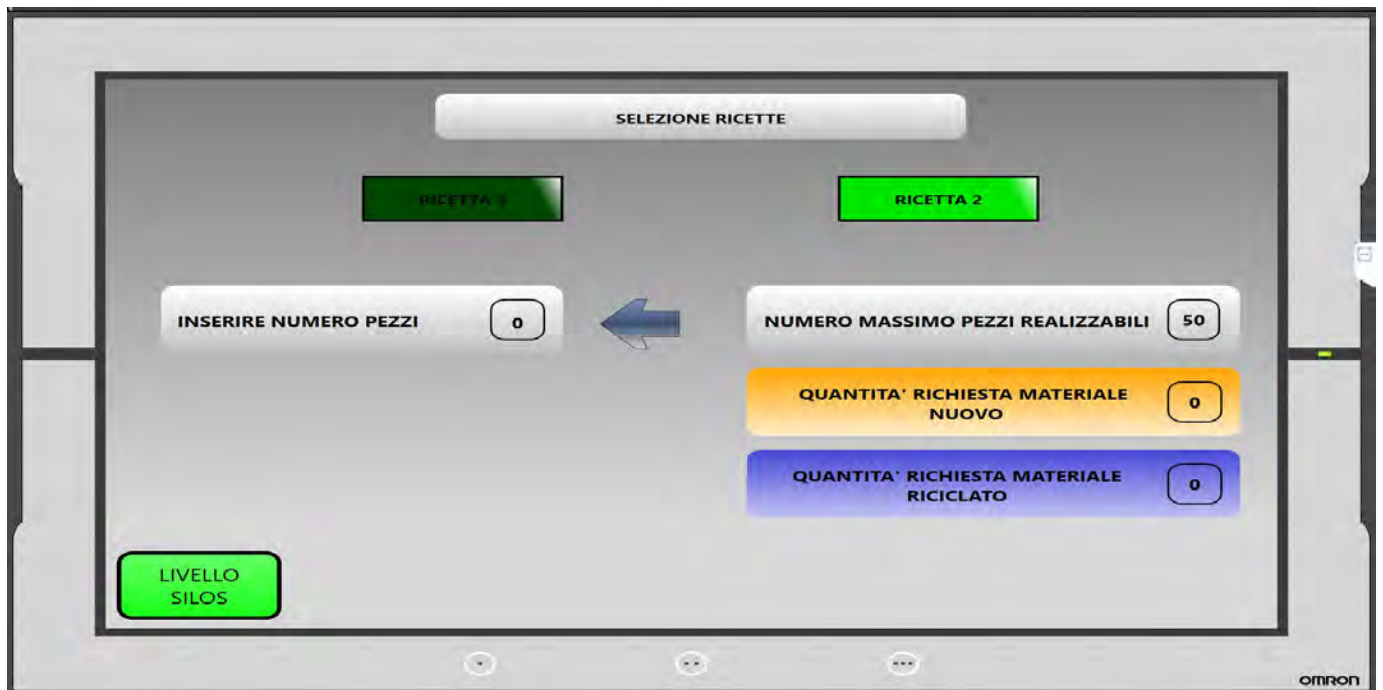 SELEZIONE RICETTE
RICETTA
RICETTA 2
INSERIRE NUMERO PEZZI 0
NUMERO MASSIMO PEZZI REALIZZABILI 50
QUANTITA' RICHIESTA MATERIALE
NUOVO
0
QUANTITA' RICHIESTA MATERIALE
RICICLATO
0
LIVELLO
SILOS
OMRON